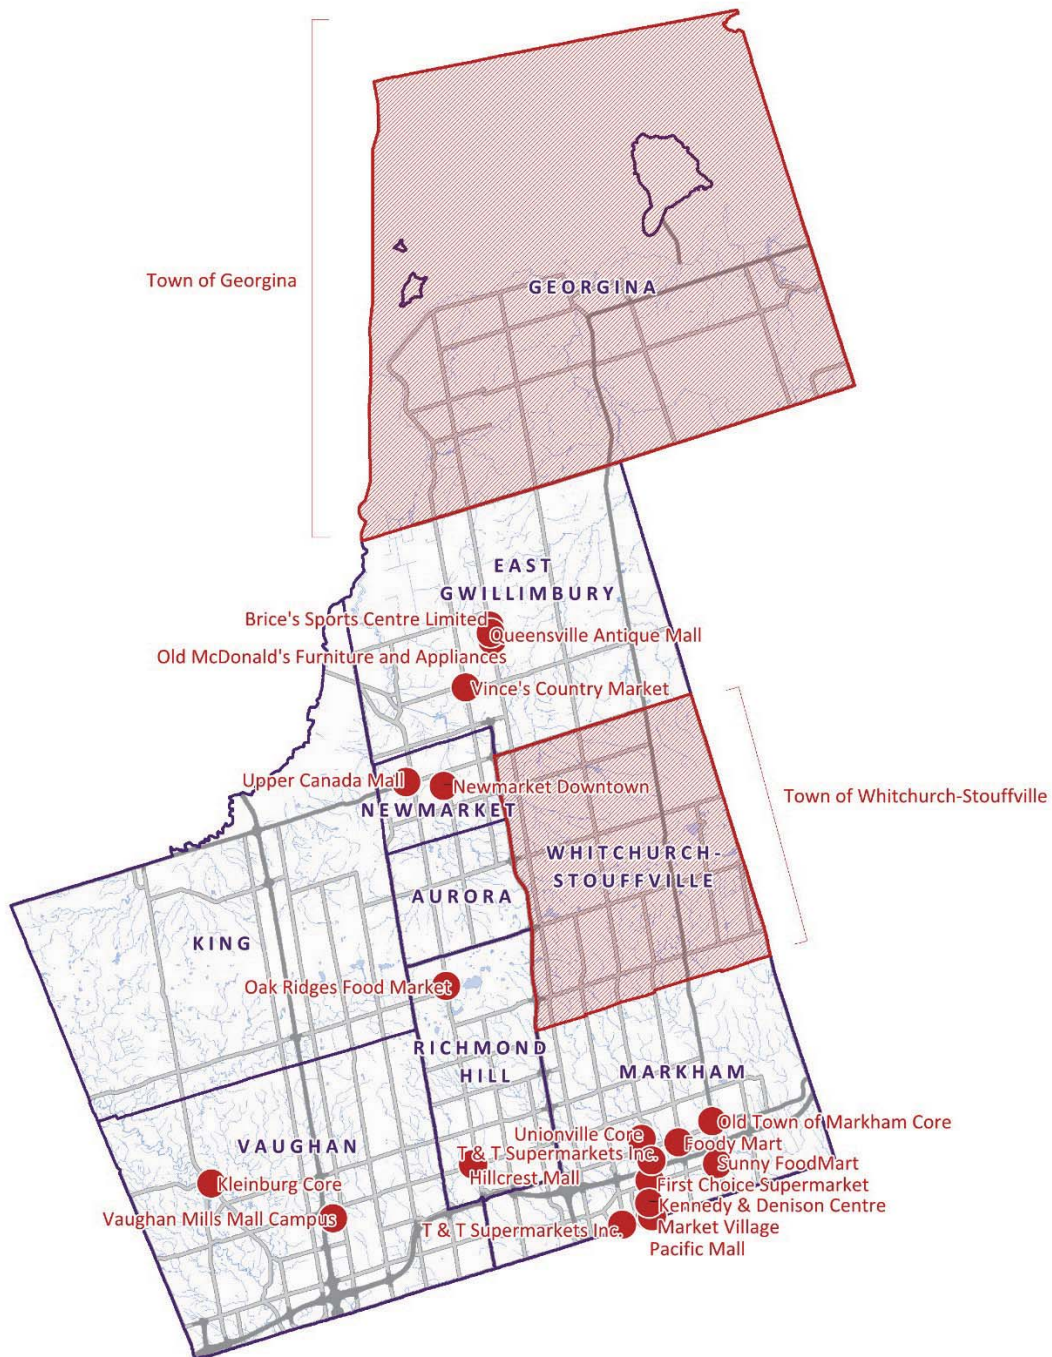 Town of Georgina
GEORGINA
EAST
GWILLIMBURY
Brice's Sports Centre Limited
Queensville Antique Mall
Old McDonald's Furniture and Appliances
Vince's Country Market
Upper Canada Mall
Newmarket Downtown
NEWMARKET
Town of Whitchurch-Stouffville
WHITCHURCH-
STOUFFVILLE
AURORA
KING
Oak Ridges Food Market
RICHMOND
HILL
MARKHAM
Old Town of Markham Core
Unionville Core
Foody Mart
VAUGHAN
T & T Supermarkets Inc.
Sunny FoodMart
Hillcrest Mall
Kleinburg Core
First Choice Supermarket
Kennedy & Denison Centre
Vaughan Mills Mall Campus
Market Village
T & T Supermarkets Inc.
Pacific Mall